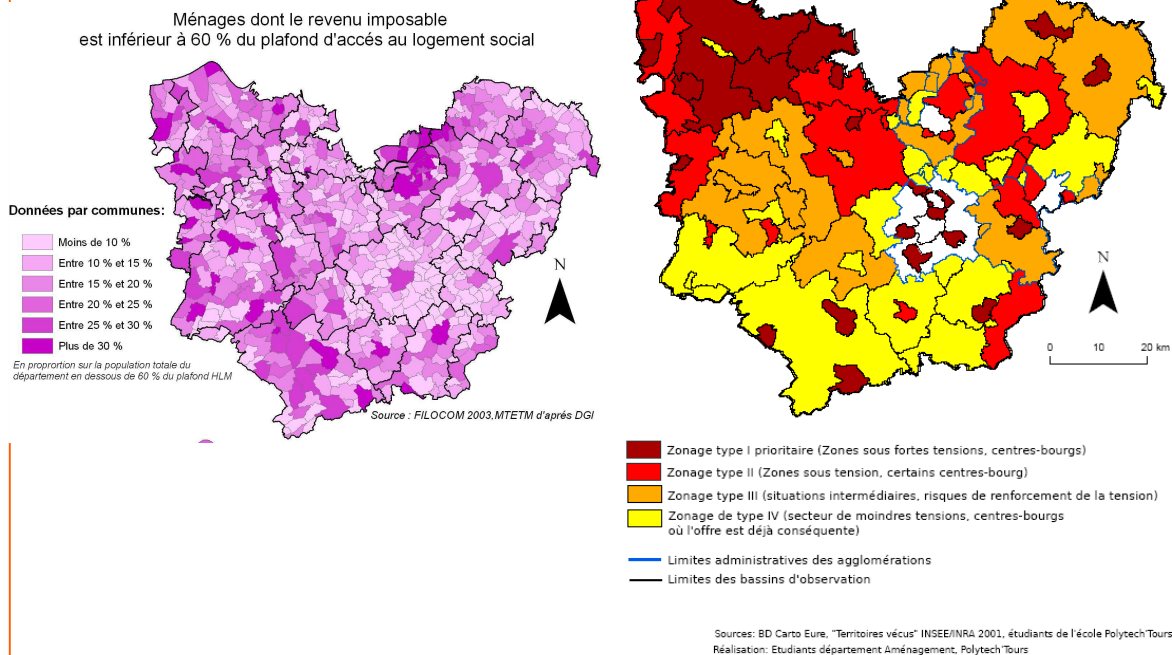 Ménages dont le revenu imposable
est inférieur à 60 % du plafond d'accés au logement social
Données par communes:
Moins de 10 %
Entre 10 % et 15 %
Entre 15 % et 20 %
Entre 20 % et 25 %
Entre 25 % et 30 %
Plus de 30 %
En proportion sur la population totale du
département en dessous de 60 % du plafond HLM
N
Source : FILOCOM 2003,MTETM d'aprés DGI
N
0 10 20 km
Zonage type I prioritaire (Zones sous fortes tensions, centres-bourgs)
Zonage type II (Zones sous tension, certains centres-bourg)
Zonage type III (situations intermédiaires, risques de renforcement de la tension)
Zonage de type IV (secteur de moindres tensions, centres-bourgs
où l'offre est déjà conséquente)
Limites administratives des agglomérations
Limites des bassins d'observation
Sources: BD Carto Eure, "Territoires vécus" INSEE/INRA 2001, étudiants de l'école Polytech'Tours
Réalisation: Etudiants département Aménagement, Polytech'Tours